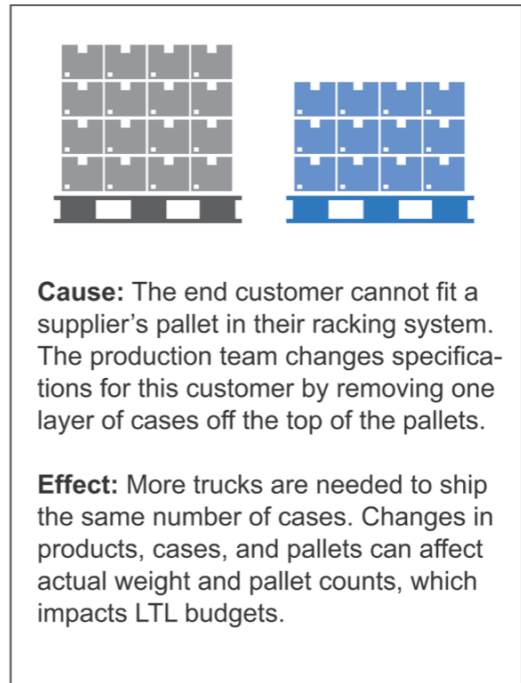 Cause: The end customer cannot fit a
supplier’s pallet in their racking system.
The production team changes specifica-
tions for this customer by removing one
layer of cases off the top of the pallets.
Effect: More trucks are needed to ship
the same number of cases. Changes in
products, cases, and pallets can affect
actual weight and pallet counts, which
impacts LTL budgets.